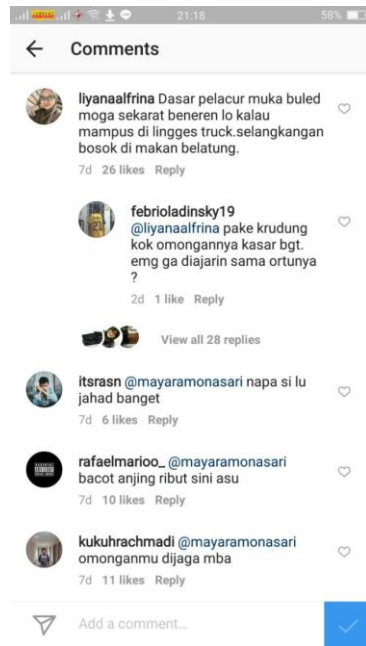 21:18
58%
Comments
liyanaalfrina Dasar pelacur muka buled
moga sekarat beneren lo kalau
mampus di lingges truck.selangkangan
bosok di makan belatung.
7d 26 likes Reply
febrioladinsky19
@liyanaalfrina pake krudung
kok omongannya kasar bgt.
emg ga diajarin sama ortunya
?
2d 1 like Reply
View all 28 replies
itsrasn @mayaramonasari napa si lu
jahad banget
7d 6 likes Reply
rafaelmarioo_ @mayaramonasari
bacot anjing ribut sini asu
7d 10 likes Reply
kukuhrachmadi @mayaramonasari
omonganmu dijaga mba
7d 11 likes Reply
Add a comment...